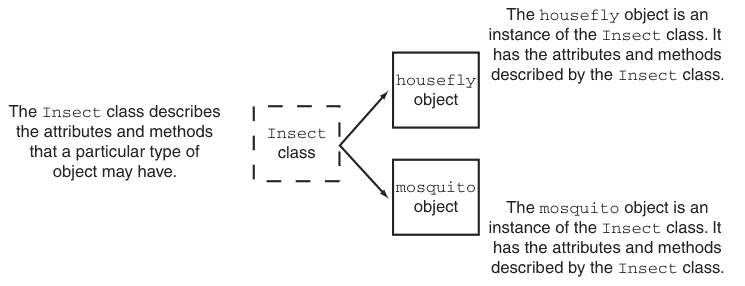 The housefly object is an
instance of the Insect class. It
has the attributes and methods
described by the Insect class.
housefly
object
The Insect class describes
the attributes and methods
that a particular type of
object may have.
Insect
class
mosquito
object
The mosquito object is an
instance of the Insect class. It
has the attributes and methods
described by the Insect class.